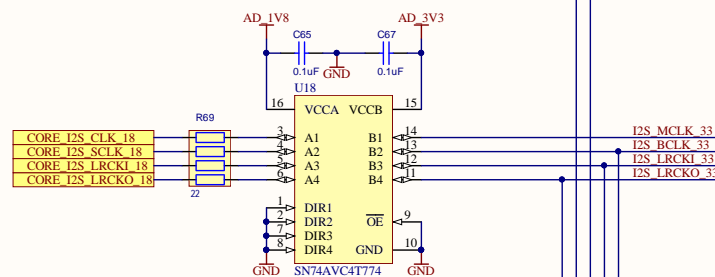 AD_1V8 AD_3V3
C65 C67
0.1uF GND 0.1uF
U18
16 VCCA VCCB 15
R69
CORE_I2S_CLK_18 3 A1 B1 14 I2S_MCLK_33
CORE_I2S_SCLK_18 4 A2 B2 13 I2S_BCLK_33
CORE_I2S_LRCKI_18 5 A3 B3 12 I2S_LRCKI_33
CORE_I2S_LRCKO_18 6 A4 B4 11 I2S_LRCKO_33
22
1 DIR1
2 DIR2 OE 9
7 DIR3
8 DIR4 GND 10
GND SN74AVC4T774 GND